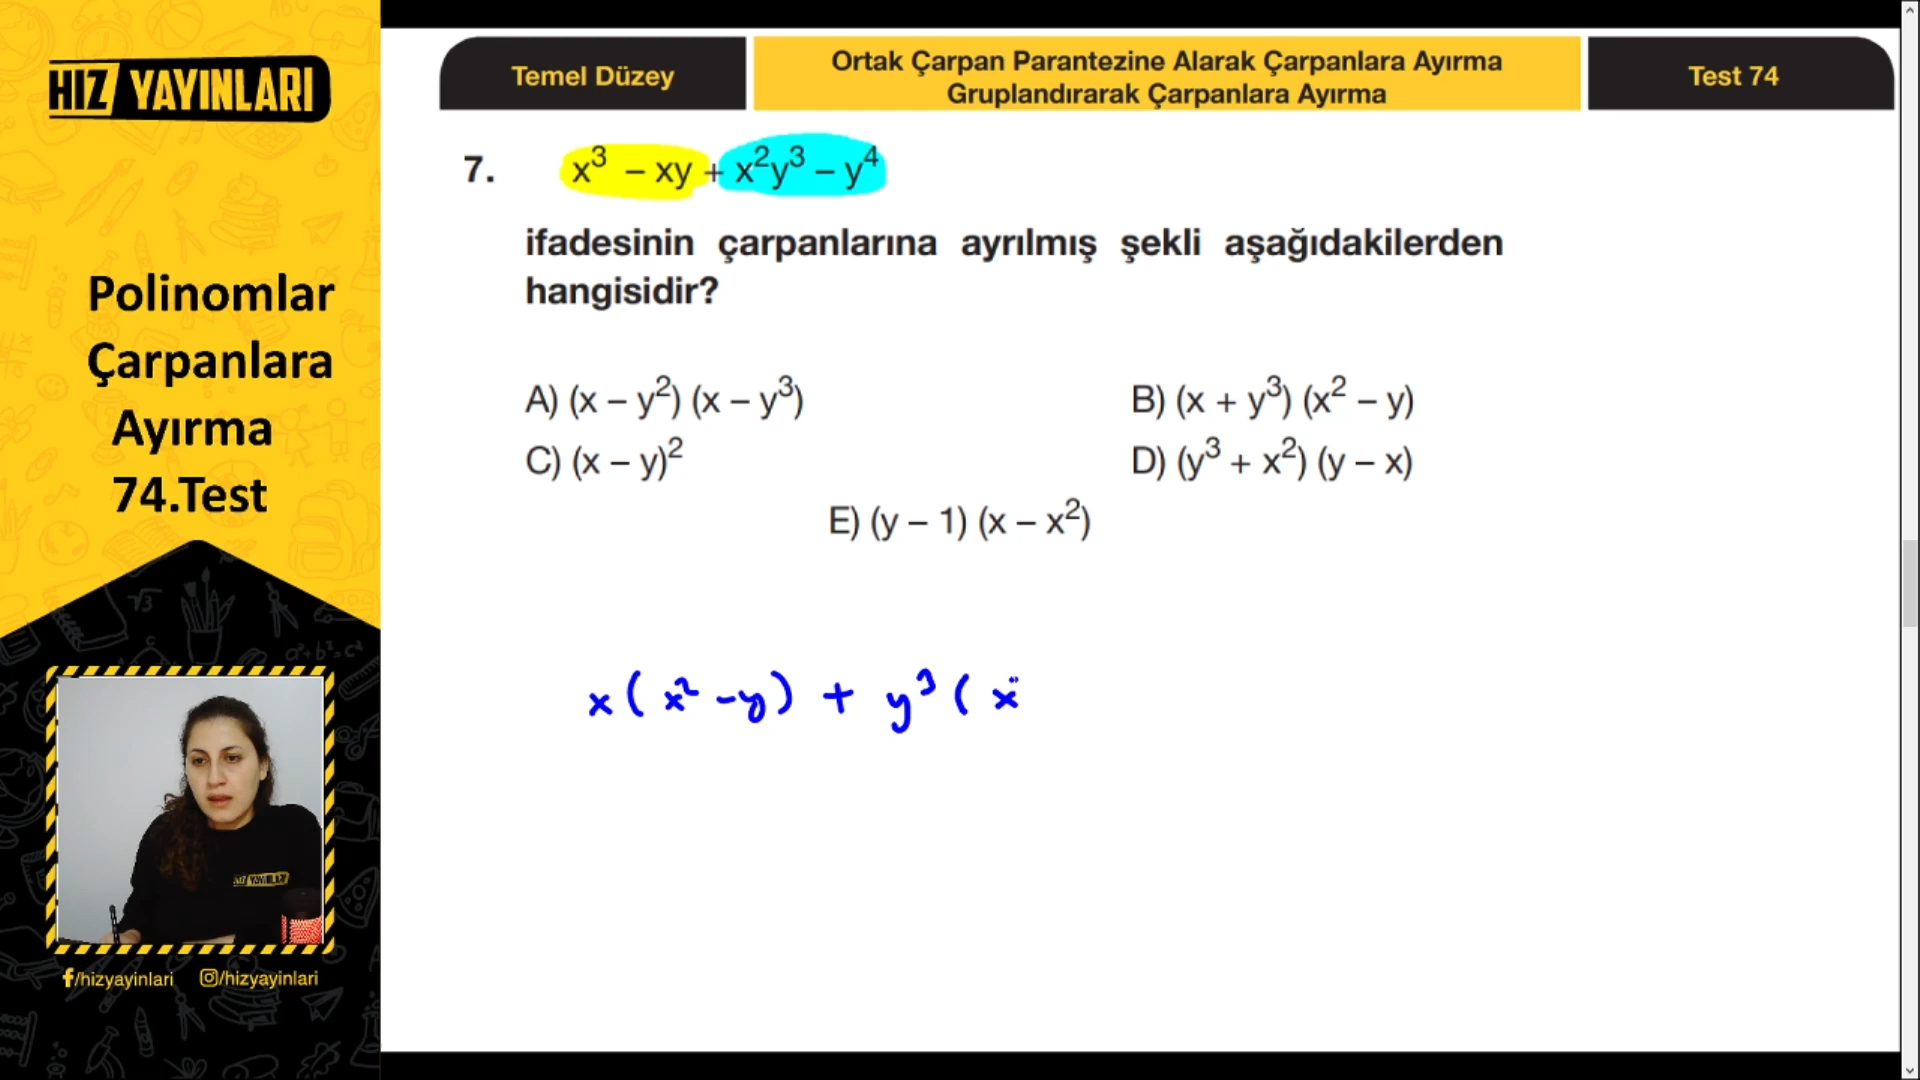 HIZ YAYINLARI
Polinomlar
Çarpanlara
Ayırma
74.Test
f/hizyayinlari /hizyayinlari
Temel Düzey
Ortak Çarpan Parantezine Alarak Çarpanlara Ayırma
Gruplandırarak Çarpanlara Ayırma
Test 74
7. x³ – xy + x²y³ – y⁴
ifadesinin çarpanlarına ayrılmış şekli aşağıdakilerden
hangisidir?
A) (x – y²) (x – y³) B) (x + y³) (x² – y)
C) (x – y)² D) (y³ + x²) (y – x)
E) (y – 1) (x – x²)
x( x² -y) + y³ ( x